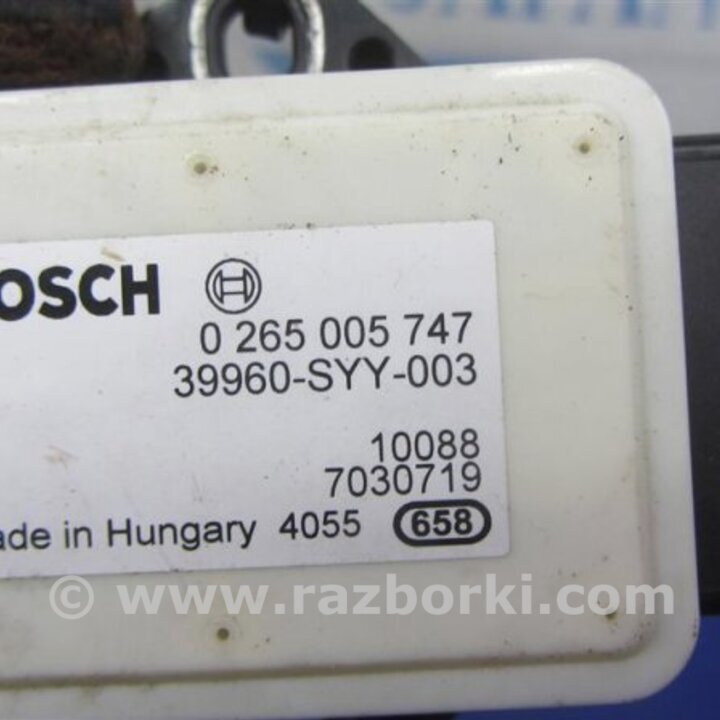 OSCH
0 265 005 747
39960-SYY-003
10088
7030719
ade in Hungary 4055 658
© www.razborki.com